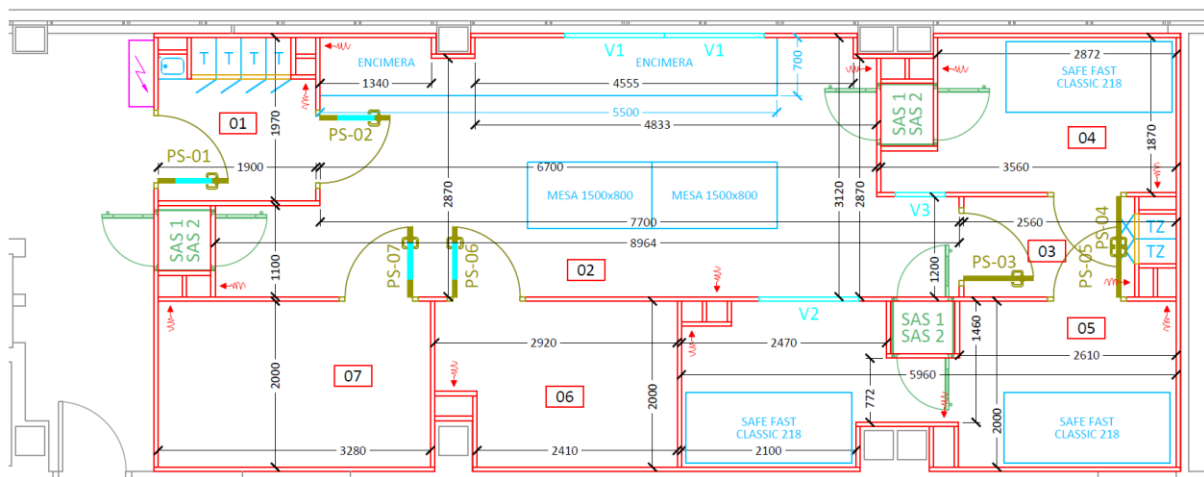 T T T T
ENCIMERA
V1 V1
ENCIMERA
700
2872
SAFE FAST
CLASSIC 218
1340
4555
5500
SAS 1
SAS 2
01
1970
PS-02
4833
04
1870
PS-01
1900
6700
3560
MESA 1500x800
MESA 1500x800
2870
3120
2870
V3
7700
2560
PS-04
SAS 1
SAS 2
8964
TZ
TZ
03
PS-05
1100
PS-07
PS-06
02
1200
PS-03
V2
SAS 1
SAS 2
1460
05
2920
2470
2610
2000
07
06
2000
5960
772
2000
SAFE FAST
CLASSIC 218
SAFE FAST
CLASSIC 218
3280
2410
2100